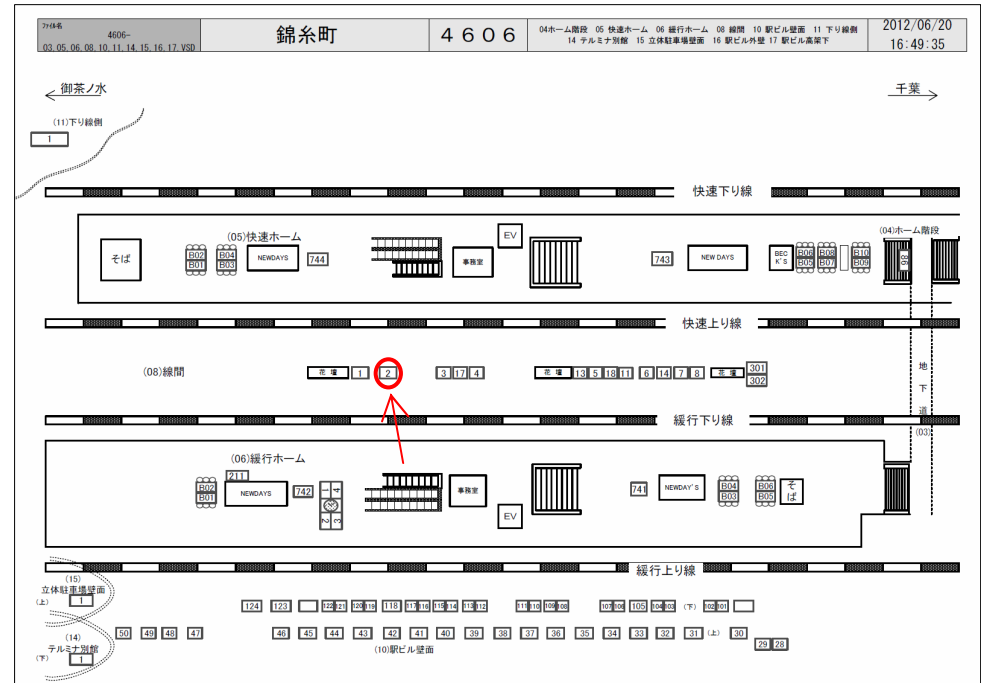 ﾌｧｲﾙ名
4606-
03.05.06.08.10.11.14.15.16.17.VSD
錦糸町
４６０６
04ホーム階段 05 快速ホーム 06 緩行ホーム 08 線間 10 駅ビル壁面 11 下り線側
14 テルミナ別館 15 立体駐車場壁面 16 駅ビル外壁 17 駅ビル高架下
2012/06/20
16:49:35
御茶ノ水
千葉
(11)下り線側
1
快速下り線
(05)快速ホーム
(04)ホーム階段
そば
B02
B01
B04
B03
NEWDAYS
744
事務室
EV
743
NEW DAYS
BEC
K'S
B06
B05
B08
B07
B10
B09
98
快速上り線
(08)線間
花 壇 1 2 3 17 4 花 壇 13 5 18 11 6 14 7 8 花 壇 301
302
地
下
道
(03)
緩行下り線
(06)緩行ホーム
211
B02
B01
NEWDAYS
742
1 4
2 3
事務室
EV
741
NEWDAY'S
B04
B03
B06
B05
そ
ば
緩行上り線
(15)
立体駐車場壁面
(上) 1
124 123 122 121 120 119 118 117 116 115 114 113 112 111 110 109 108 107 106 105 104 103 (下) 102 101
(14)
テルミナ別館
(下) 1
50 49 48 47 46 45 44 43 42 41 40 39 38 37 36 35 34 33 32 31 (上) 30
29 28
(10)駅ビル壁面